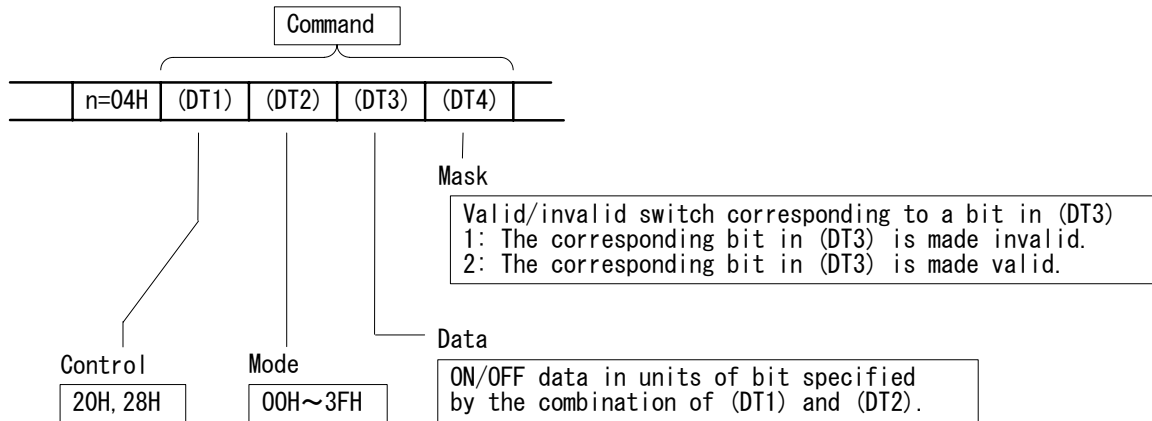 Command
n=04H (DT1) (DT2) (DT3) (DT4)
Mask
Valid/invalid switch corresponding to a bit in (DT3)
1: The corresponding bit in (DT3) is made invalid.
2: The corresponding bit in (DT3) is made valid.
Control
20H, 28H
Mode
00H～3FH
Data
ON/OFF data in units of bit specified
by the combination of (DT1) and (DT2).